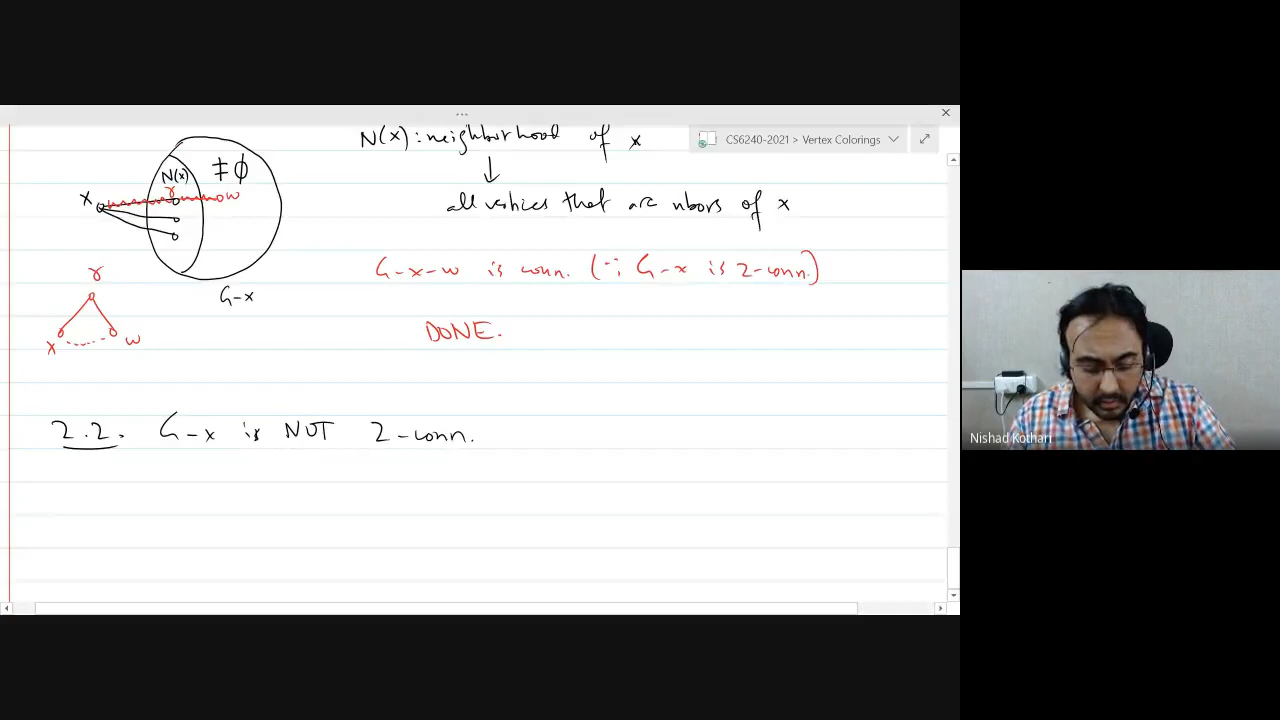 N(x) : neighborhood of x
CS6240-2021 > Vertex Colorings
N(x) ≠ ϕ
x r w
all vertices that are nbors of x
G-x-w is conn. (∵ G-x is 2-conn.)
G-x
r
x w
DONE.
2.2. G-x is NOT 2-conn.
Nishad Kothari